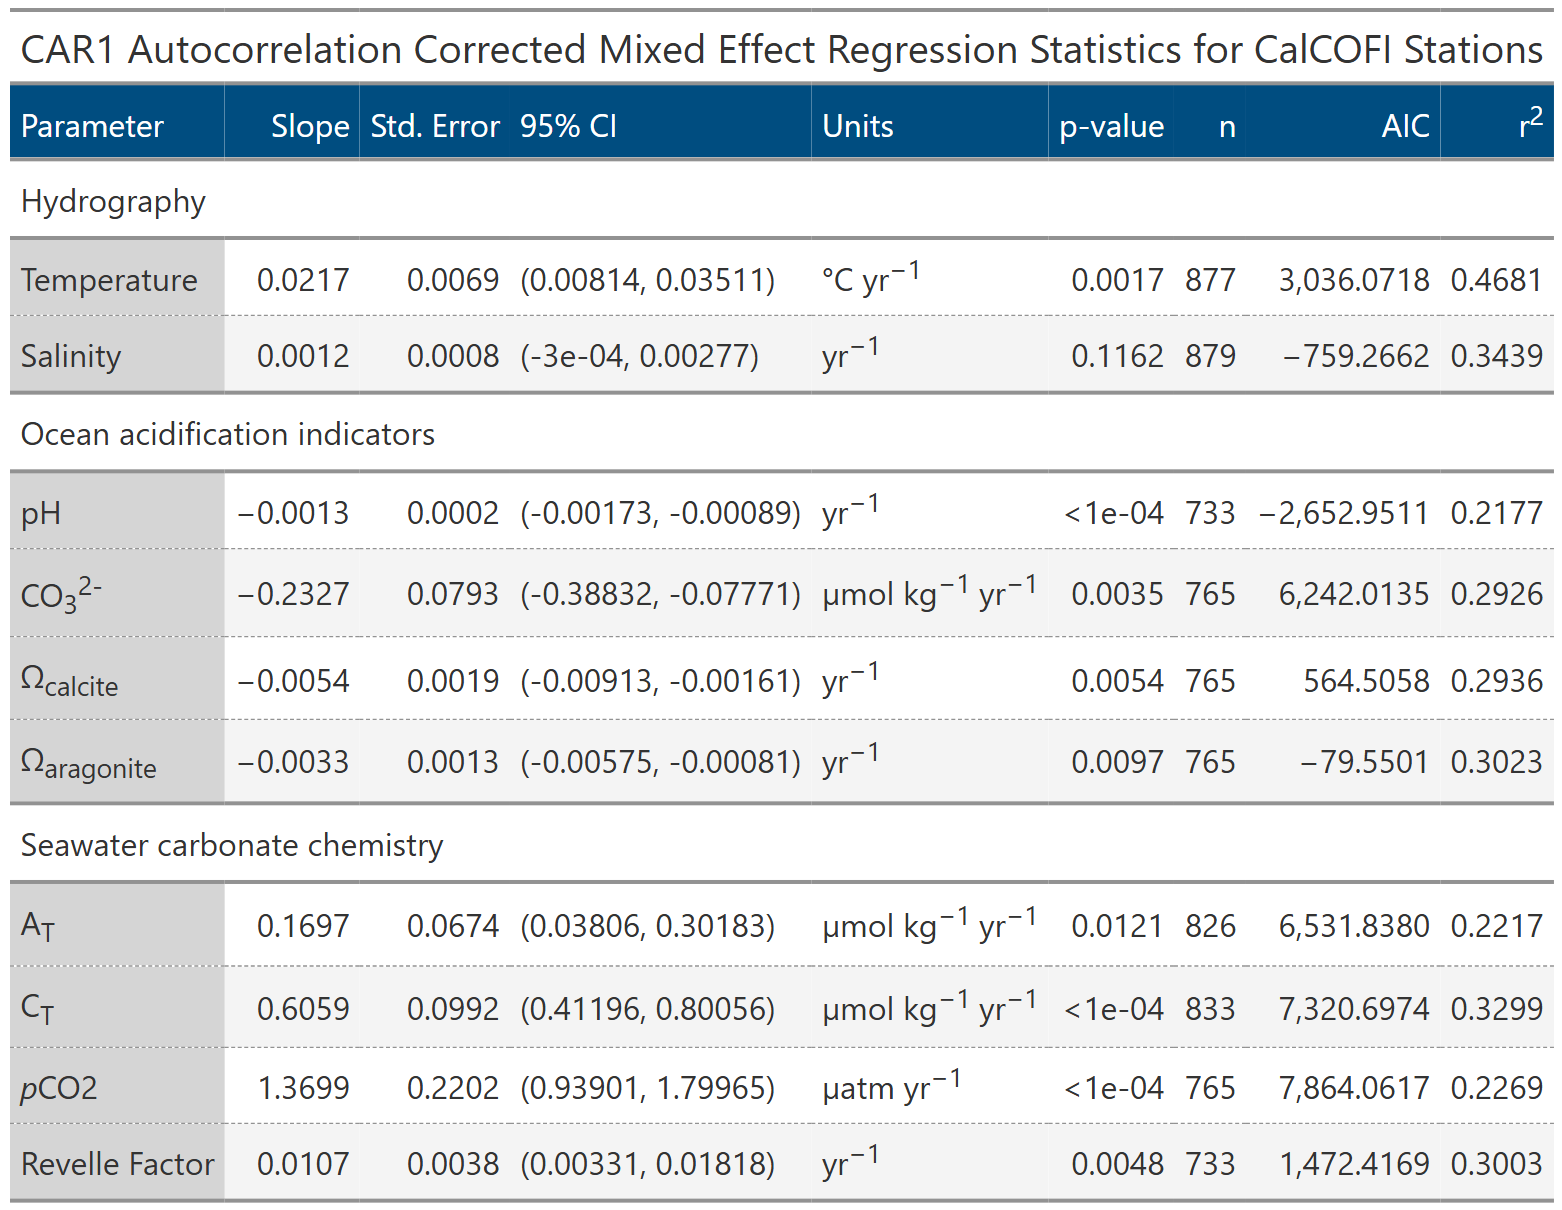 CAR1 Autocorrelation Corrected Mixed Effect Regression Statistics for CalCOFI Stations
Parameter Slope Std. Error 95% CI Units p-value n AIC r²
Hydrography
Temperature 0.0217 0.0069 (0.00814, 0.03511) °C yr⁻¹ 0.0017 877 3,036.0718 0.4681
Salinity 0.0012 0.0008 (-3e-04, 0.00277) yr⁻¹ 0.1162 879 −759.2662 0.3439
Ocean acidification indicators
pH −0.0013 0.0002 (-0.00173, -0.00089) yr⁻¹ <1e-04 733 −2,652.9511 0.2177
CO₃²⁻ −0.2327 0.0793 (-0.38832, -0.07771) µmol kg⁻¹ yr⁻¹ 0.0035 765 6,242.0135 0.2926
Ωcalcite −0.0054 0.0019 (-0.00913, -0.00161) yr⁻¹ 0.0054 765 564.5058 0.2936
Ωaragonite −0.0033 0.0013 (-0.00575, -0.00081) yr⁻¹ 0.0097 765 −79.5501 0.3023
Seawater carbonate chemistry
AT 0.1697 0.0674 (0.03806, 0.30183) µmol kg⁻¹ yr⁻¹ 0.0121 826 6,531.8380 0.2217
CT 0.6059 0.0992 (0.41196, 0.80056) µmol kg⁻¹ yr⁻¹ <1e-04 833 7,320.6974 0.3299
pCO2 1.3699 0.2202 (0.93901, 1.79965) µatm yr⁻¹ <1e-04 765 7,864.0617 0.2269
Revelle Factor 0.0107 0.0038 (0.00331, 0.01818) yr⁻¹ 0.0048 733 1,472.4169 0.3003